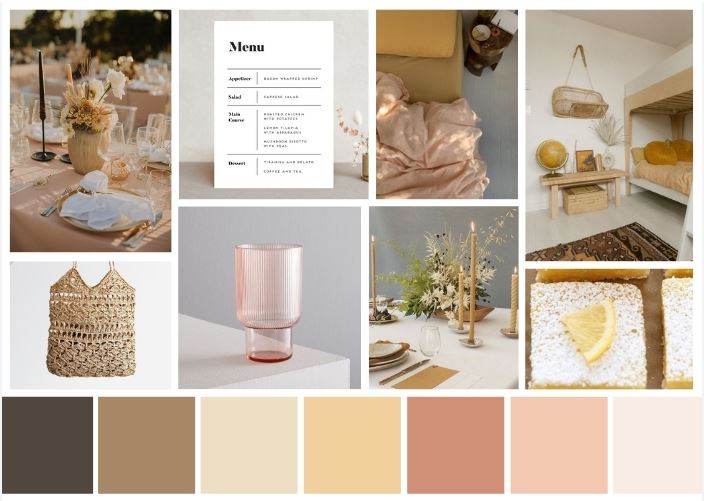 Menu
Appetizer BACON WRAPPED SHRIMP
Salad CAPRESE SALAD
Main Course ROASTED CHICKEN
WITH POTATOES
LEMON TILAPIA
WITH ASPARAGUS
MUSHROOM RISOTTO
WITH PEAS
Dessert TIRAMISU AND GELATO
COFFEE AND TEA